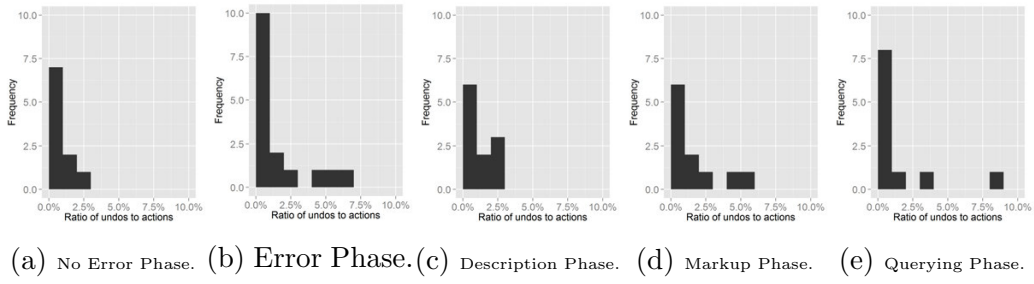 10.0
7.5
5.0
2.5
0.0
Frequency
0.0% 2.5% 5.0% 7.5% 10.0%
Ratio of undos to actions
(a) No Error Phase.
10.0
7.5
5.0
2.5
0.0
Frequency
0.0% 2.5% 5.0% 7.5% 10.0%
Ratio of undos to actions
(b) Error Phase.
10.0
7.5
5.0
2.5
0.0
Frequency
0.0% 2.5% 5.0% 7.5% 10.0%
Ratio of undos to actions
(c) Description Phase.
10.0
7.5
5.0
2.5
0.0
Frequency
0.0% 2.5% 5.0% 7.5% 10.0%
Ratio of undos to actions
(d) Markup Phase.
10.0
7.5
5.0
2.5
0.0
Frequency
0.0% 2.5% 5.0% 7.5% 10.0%
Ratio of undos to actions
(e) Querying Phase.